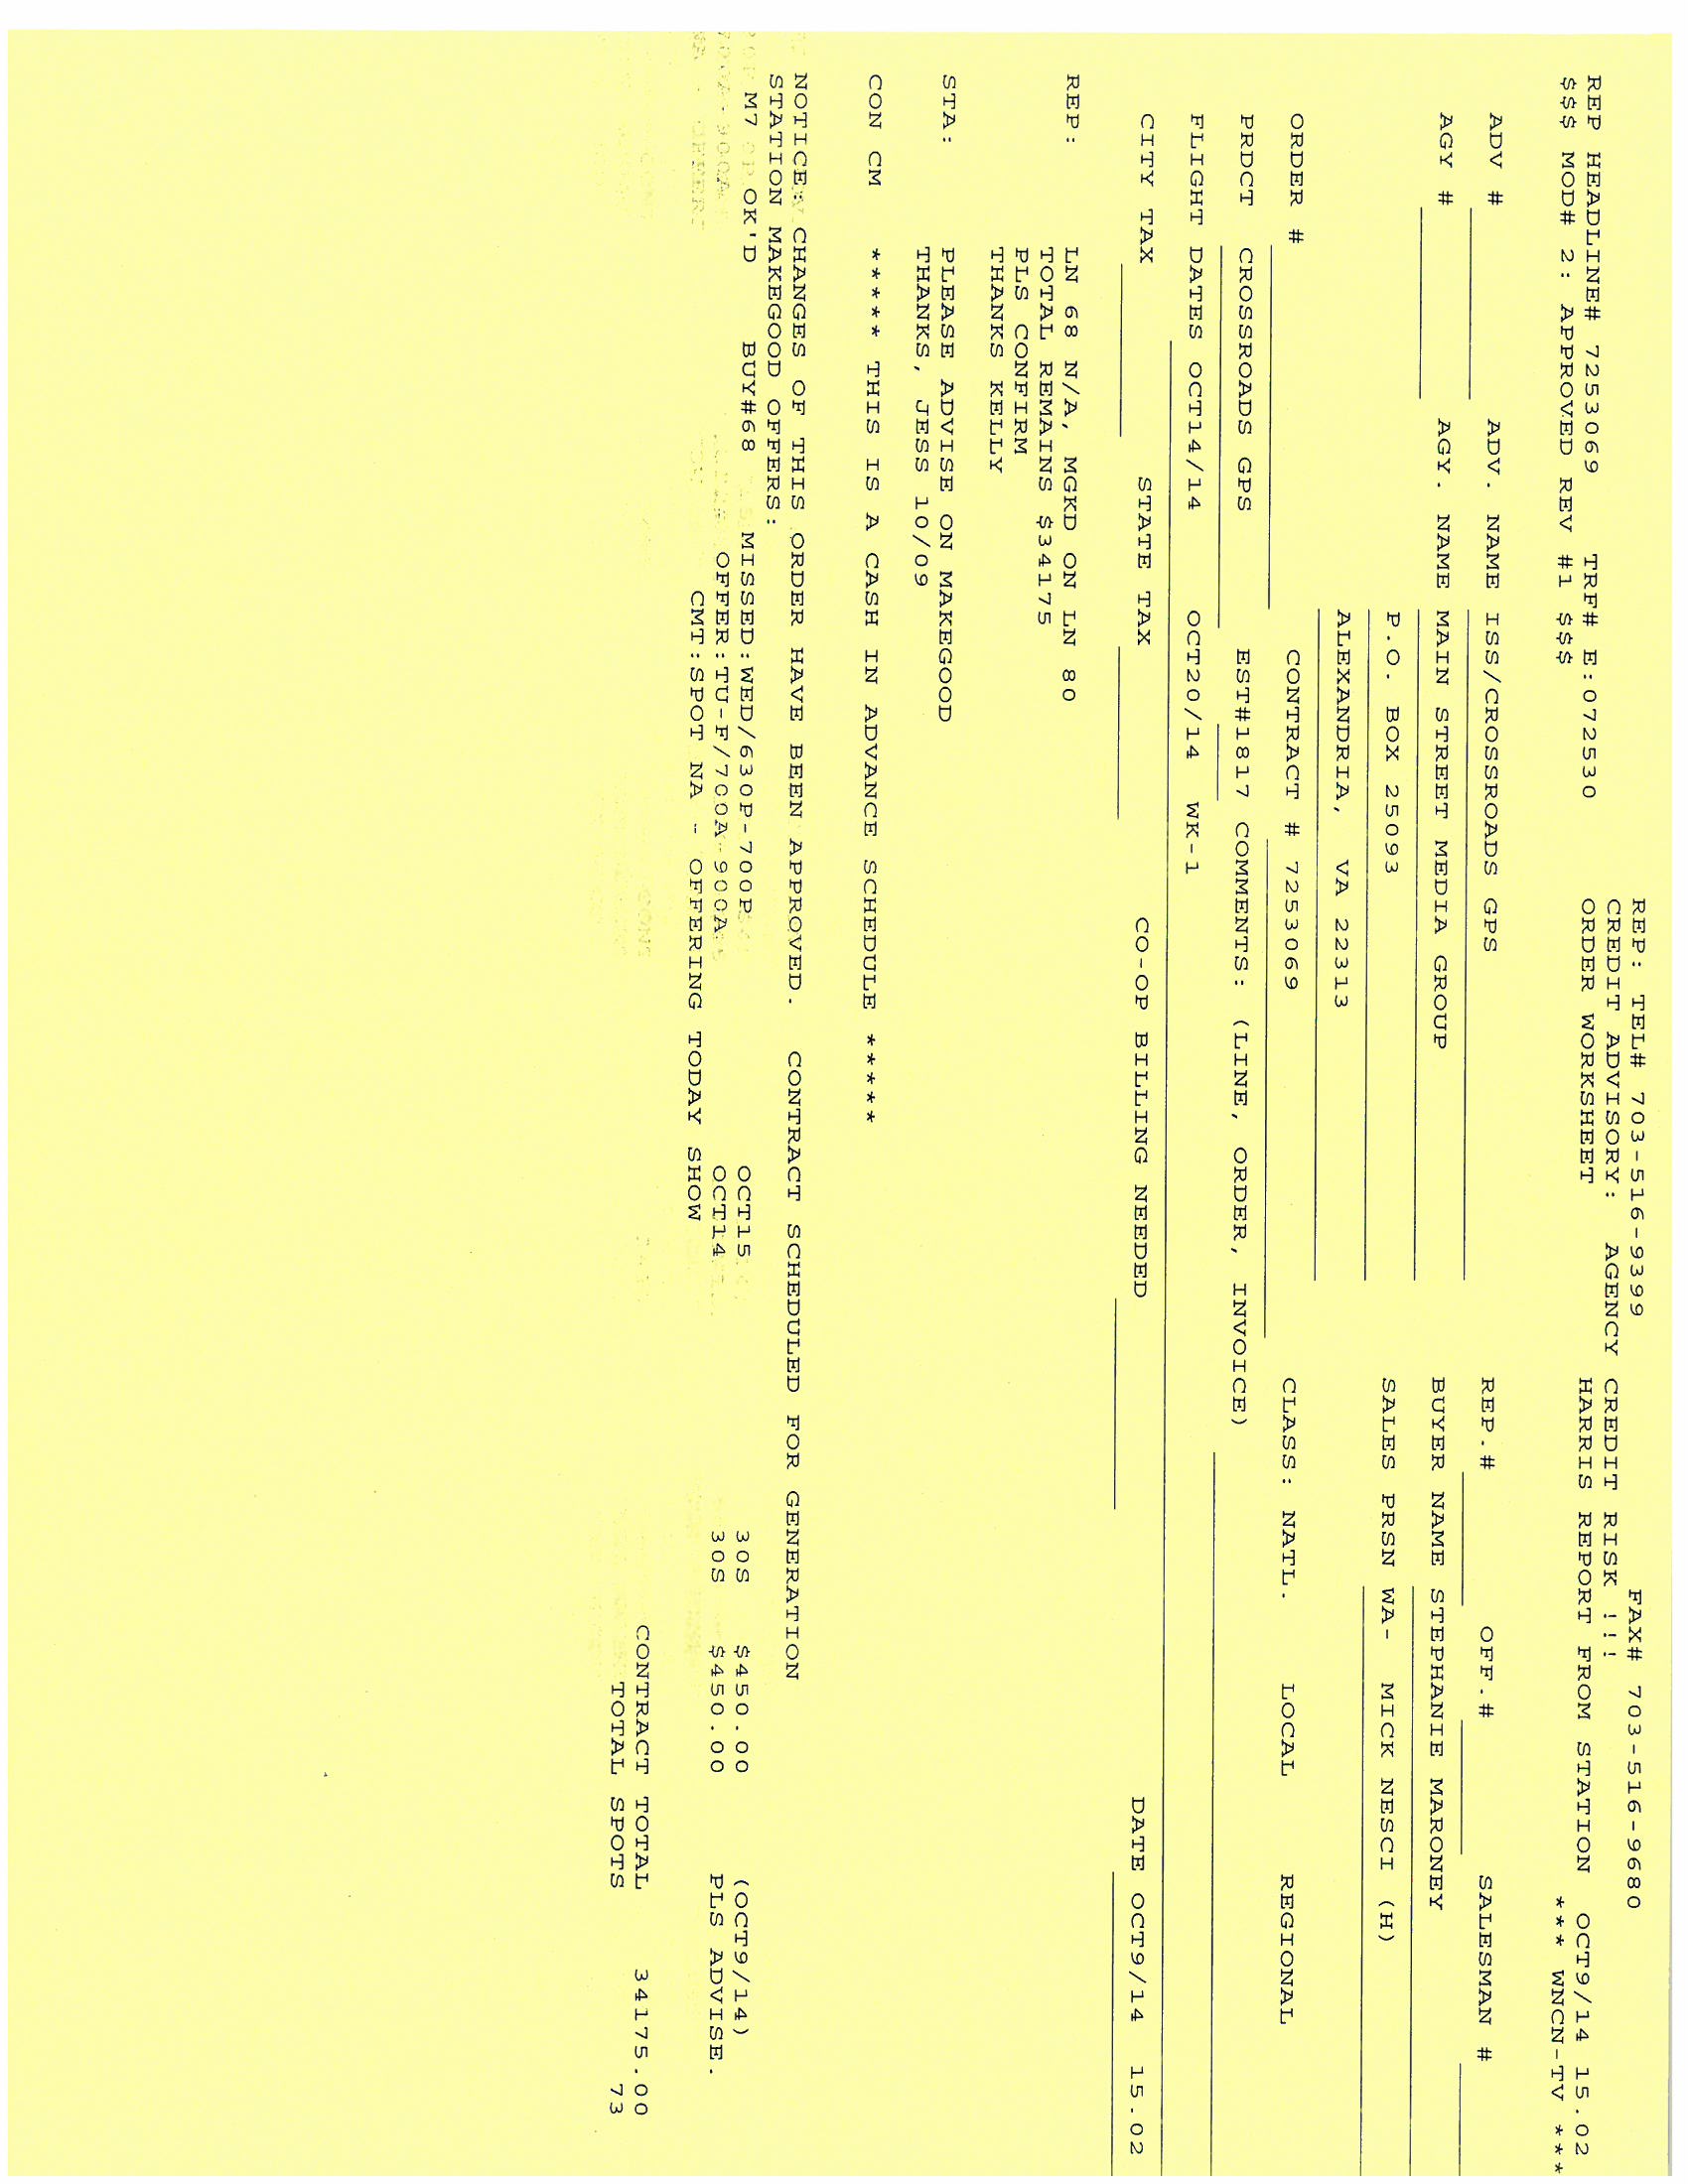 REP: TEL# 703-516-9399 FAX# 703-516-9680
CREDIT ADVISORY: AGENCY CREDIT RISK !!!
REP HEADLINE# 7253069 TRF# E:072530 ORDER WORKSHEET HARRIS REPORT FROM STATION OCT9/14 15.02
$$$ MOD# 2: APPROVED REV #1 $$$ *** WNCN-TV ***
ADV # ADV. NAME ISS/CROSSROADS GPS REP.# OFF.# SALESMAN #
AGY # AGY. NAME MAIN STREET MEDIA GROUP BUYER NAME STEPHANIE MARONEY
P.O. BOX 25093 SALES PRSN WA- MICK NESCI (H)
ALEXANDRIA, VA 22313
ORDER # CONTRACT # 7253069 CLASS: NATL. LOCAL REGIONAL
PRDCT CROSSROADS GPS EST#1817 COMMENTS: (LINE, ORDER, INVOICE)
FLIGHT DATES OCT14/14 OCT20/14 WK-1
CITY TAX STATE TAX CO-OP BILLING NEEDED DATE OCT9/14 15.02
REP: LN 68 N/A, MGKD ON LN 80
TOTAL REMAINS $34175
PLS CONFIRM
THANKS KELLY
STA: PLEASE ADVISE ON MAKEGOOD
THANKS, JESS 10/09
CON CM ***** THIS IS A CASH IN ADVANCE SCHEDULE *****
NOTICE: CHANGES OF THIS ORDER HAVE BEEN APPROVED. CONTRACT SCHEDULED FOR GENERATION
STATION MAKEGOOD OFFERS:
M7 OK'D BUY#68 MISSED:WED/630P-700P OCT15 30S $450.00 (OCT9/14)
OFFER:TU-F/700A-900A OCT14 30S $450.00 PLS ADVISE.
CMT:SPOT NA - OFFERING TODAY SHOW
CONTRACT TOTAL 34175.00
TOTAL SPOTS 73